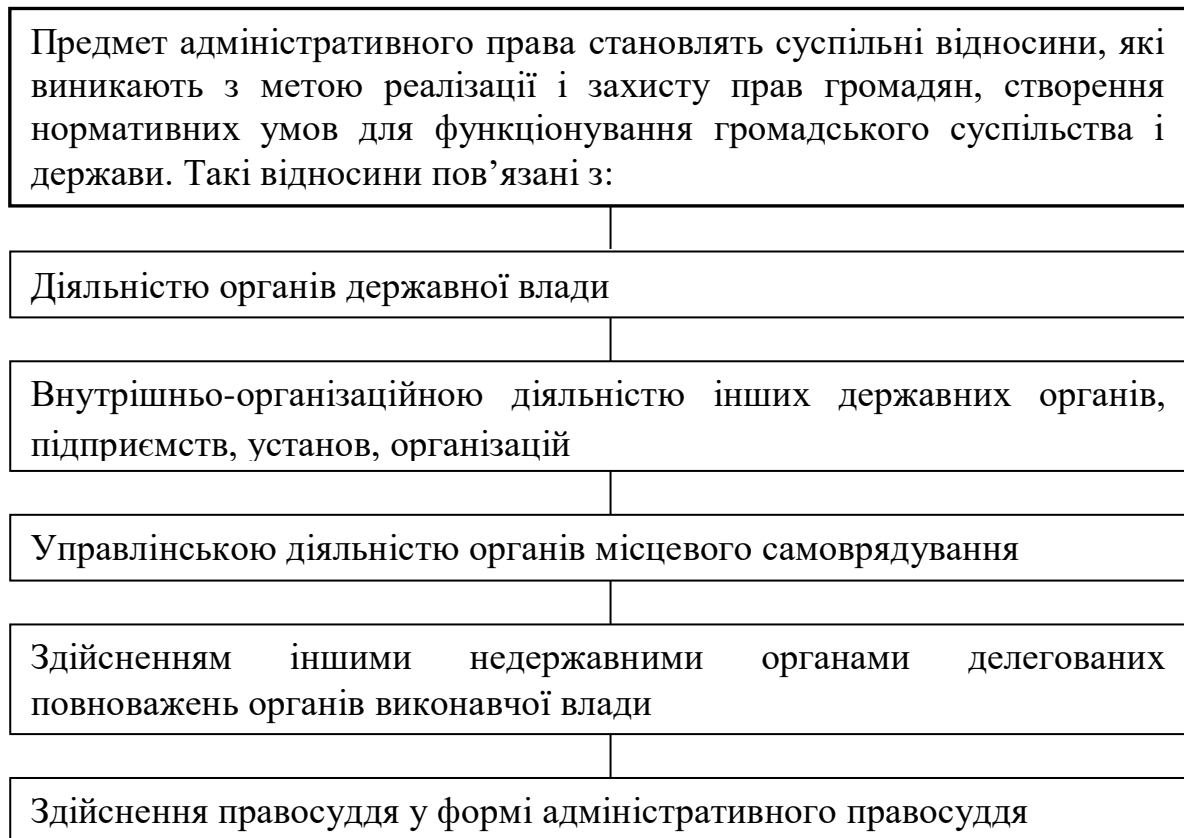 Предмет адміністративного права становлять суспільні відносини, які
виникають з метою реалізації і захисту прав громадян, створення
нормативних умов для функціонування громадського суспільства і
держави. Такі відносини пов’язані з:
Діяльністю органів державної влади
Внутрішньо-організаційною діяльністю інших державних органів,
підприємств, установ, організацій
Управлінською діяльністю органів місцевого самоврядування
Здійсненням іншими недержавними органами делегованих
повноважень органів виконавчої влади
Здійснення правосуддя у формі адміністративного правосуддя